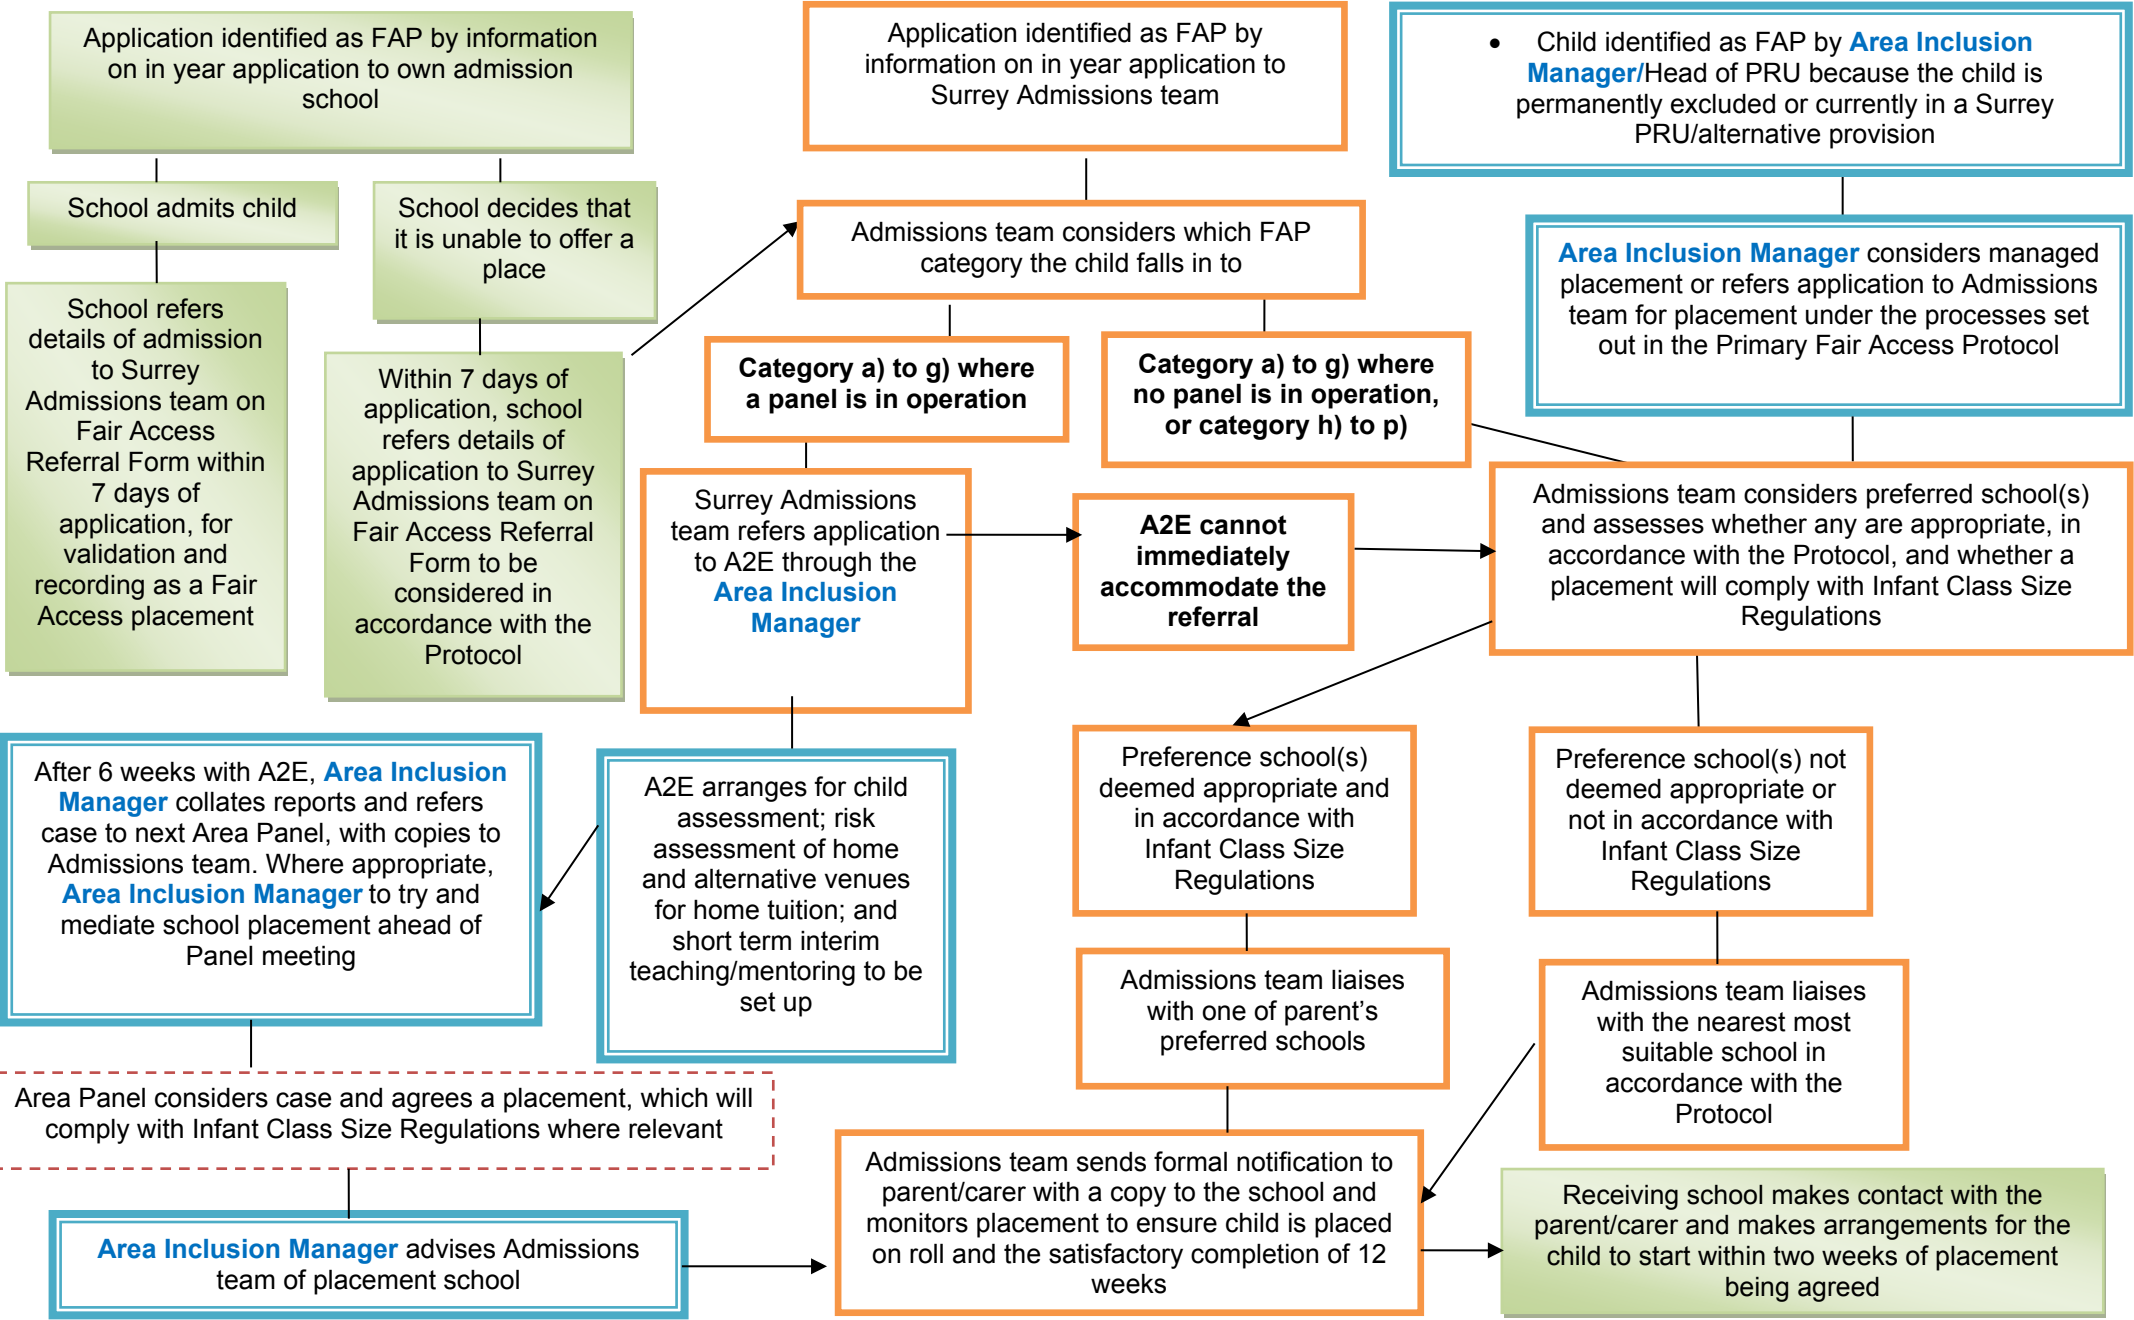 Application identified as FAP by information
on in year application to own admission
school
Application identified as FAP by
information on in year application to
Surrey Admissions team
• Child identified as FAP by Area Inclusion
Manager/Head of PRU because the child is
permanently excluded or currently in a Surrey
PRU/alternative provision
School admits child
School decides that
it is unable to offer a
place
Admissions team considers which FAP
category the child falls in to
Area Inclusion Manager considers managed
placement or refers application to Admissions
team for placement under the processes set
out in the Primary Fair Access Protocol
School refers
details of admission
to Surrey
Admissions team on
Fair Access
Referral Form within
7 days of
application, for
validation and
recording as a Fair
Access placement
Within 7 days of
application, school
refers details of
application to Surrey
Admissions team on
Fair Access Referral
Form to be
considered in
accordance with the
Protocol
Category a) to g) where
a panel is in operation
Category a) to g) where
no panel is in operation,
or category h) to p)
Surrey Admissions
team refers application
to A2E through the
Area Inclusion
Manager
A2E cannot
immediately
accommodate the
referral
Admissions team considers preferred school(s)
and assesses whether any are appropriate, in
accordance with the Protocol, and whether a
placement will comply with Infant Class Size
Regulations
After 6 weeks with A2E, Area Inclusion
Manager collates reports and refers
case to next Area Panel, with copies to
Admissions team. Where appropriate,
Area Inclusion Manager to try and
mediate school placement ahead of
Panel meeting
A2E arranges for child
assessment; risk
assessment of home
and alternative venues
for home tuition; and
short term interim
teaching/mentoring to be
set up
Preference school(s)
deemed appropriate and
in accordance with
Infant Class Size
Regulations
Preference school(s) not
deemed appropriate or
not in accordance with
Infant Class Size
Regulations
Admissions team liaises
with one of parent’s
preferred schools
Admissions team liaises
with the nearest most
suitable school in
accordance with the
Protocol
Area Panel considers case and agrees a placement, which will
comply with Infant Class Size Regulations where relevant
Admissions team sends formal notification to
parent/carer with a copy to the school and
monitors placement to ensure child is placed
on roll and the satisfactory completion of 12
weeks
Receiving school makes contact with the
parent/carer and makes arrangements for the
child to start within two weeks of placement
being agreed
Area Inclusion Manager advises Admissions
team of placement school